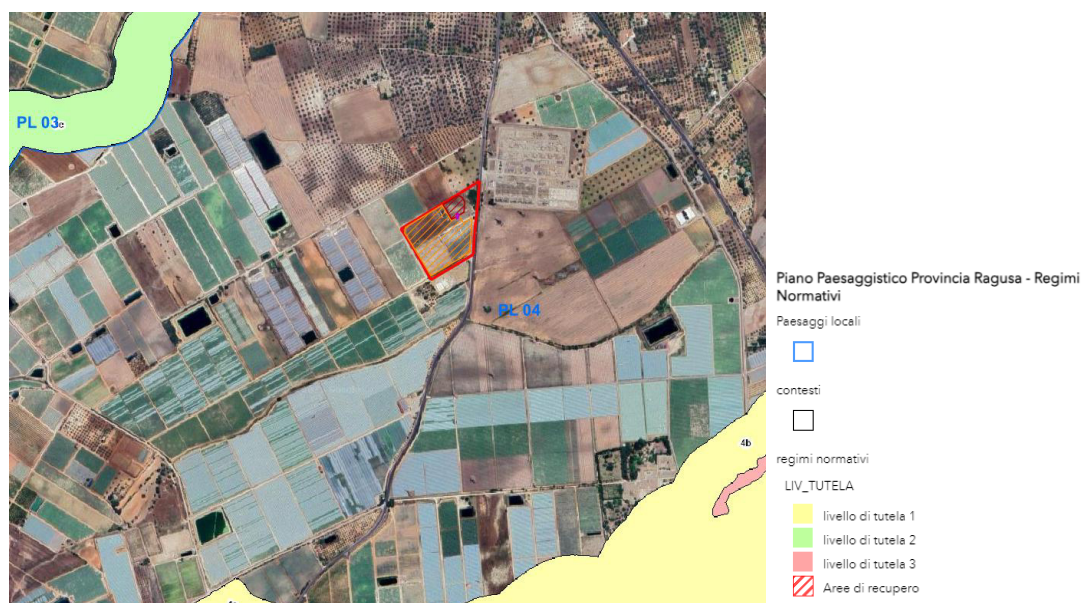 PL 03c
PL 04
4b
Piano Paesaggistico Provincia Ragusa - Regimi
Normativi
Paesaggi locali
contesti
regimi normativi
LIV_TUTELA
livello di tutela 1
livello di tutela 2
livello di tutela 3
Aree di recupero